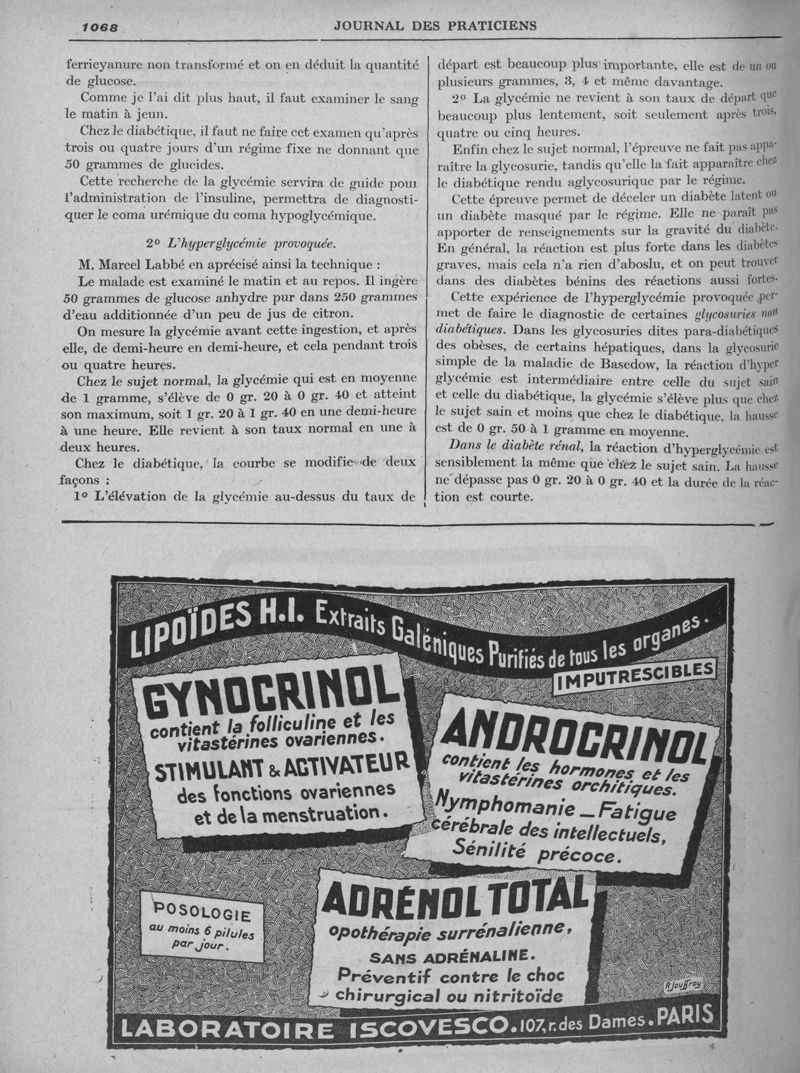 1068
JOURNAL DES PRATICIENS
ferricyanure non transformé et on en déduit la quantité
de glucose.
Comme je l'ai dit plus haut, il faut examiner le sang
le matin à jeun.
Chez le diabétique, il faut ne faire cet examen qu'après
trois ou quatre jours d'un régime fixe ne donnant que
50 grammes de glucides.
Cette recherche de la glycémie servira de guide pour
l'administration de l'insuline, permettra de diagnosti-
quer le coma urémique du coma hypoglycémique.
2º L'hyperglycémie provoquée.
M. Marcel Labbé en aprécisé ainsi la technique :
Le malade est examiné le matin et au repos. Il ingère
50 grammes de glucose anhydre pur dans 250 grammes
d'eau additionnée d'un peu de jus de citron.
On mesure la glycémie avant cette ingestion, et après
elle, de demi-heure en demi-heure, et cela pendant trois
ou quatre heures.
Chez le sujet normal, la glycémie qui est en moyenne
de 1 gramme, s'élève de 0 gr. 20 à 0 gr. 40 et atteint
son maximum, soit 1 gr. 20 à 1 gr. 40 en une demi-heure
à une heure. Elle revient à son taux normal en une à
deux heures.
Chez le diabétique, la courbe se modifie de deux
façons :
1º L'élévation de la glycémie au-dessus du taux de
départ est beaucoup plus importante, elle est de un ou
plusieurs grammes, 3, 4 et même davantage.
2º La glycémie ne revient à son taux de départ que
beaucoup plus lentement, soit seulement après trois,
quatre ou cinq heures.
Enfin chez le sujet normal, l'épreuve ne fait pas appa-
raître la glycosurie, tandis qu'elle la fait apparaître chez
le diabétique rendu aglycosurique par le régime.
Cette épreuve permet de déceler un diabète latent ou
un diabète masqué par le régime. Elle ne paraît pas
apporter de renseignements sur la gravité du diabète.
En général, la réaction est plus forte dans les diabètes
graves, mais cela n'a rien d'aboslu, et on peut trouver
dans des diabètes bénins des réactions aussi fortes.
Cette expérience de l'hyperglycémie provoquée per-
met de faire le diagnostic de certaines glycosuries non
diabétiques. Dans les glycosuries dites para-diabétiques
des obèses, de certains hépatiques, dans la glycosurie
simple de la maladie de Basedow, la réaction d'hyper
glycémie est intermédiaire entre celle du sujet sain
et celle du diabétique, la glycémie s'élève plus que chez
le sujet sain et moins que chez le diabétique, la hausse
est de 0 gr. 50 à 1 gramme en moyenne.
Dans le diabète rénal, la réaction d'hyperglycémie est
sensiblement la même que chez le sujet sain. La hausse
ne dépasse pas 0 gr. 20 à 0 gr. 40 et la durée de la réac-
tion est courte.
LIPOÏDES H.I. Extraits Galéniques Purifiés de tous les organes.
IMPUTRESCIBLES
GYNOCRINOL
contient la folliculine et les
vitastérines ovariennes.
STIMULANT & ACTIVATEUR
des fonctions ovariennes
et de la menstruation.
ANDROCRINOL
contient les hormones et les
vitastérines orchitiques.
Nymphomanie _ Fatigue
cérébrale des intellectuels,
Sénilité précoce.
POSOLOGIE
au moins 6 pilules
par jour.
ADRÉNOL TOTAL
opothérapie surrénalienne,
SANS ADRÉNALINE.
Préventif contre le choc
chirurgical ou nitritoïde
R. Jouffroy
LABORATOIRE ISCOVESCO. 107, r. des Dames. PARIS